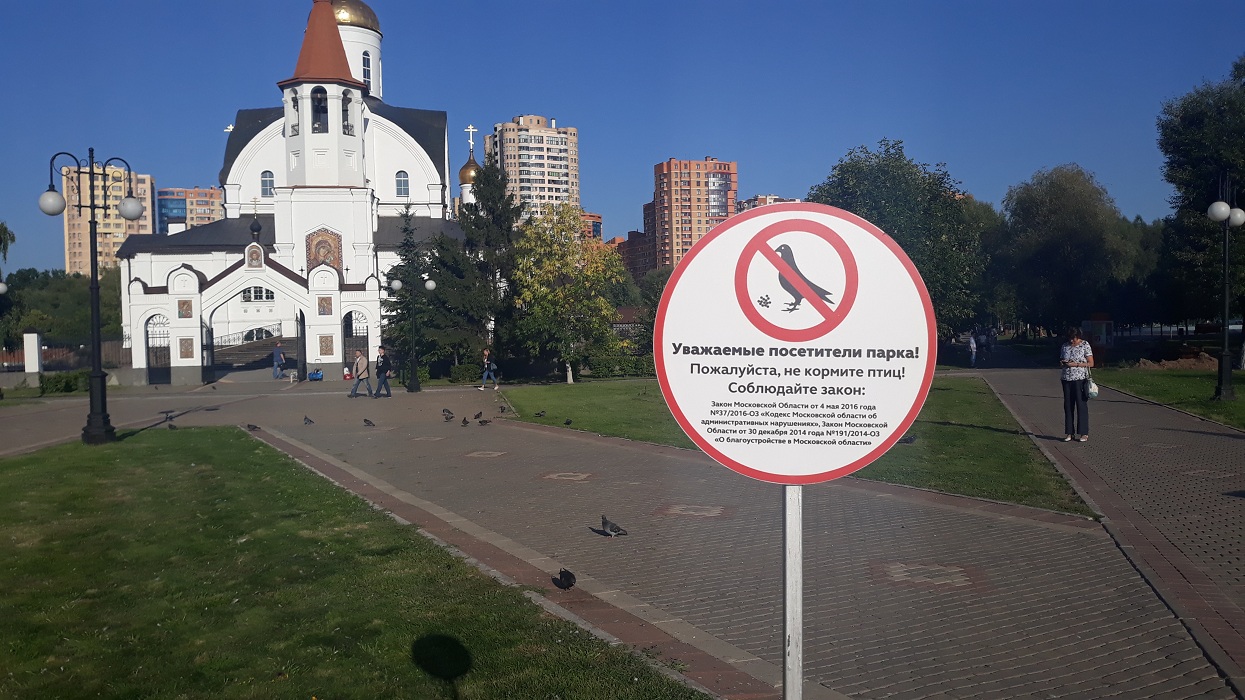 Уважаемые посетители парка!
Пожалуйста, не кормите птиц!
Соблюдайте закон:
Закон Московской Области от 4 мая 2016 года
№37/2016-ОЗ «Кодекс Московской области об
административных нарушениях», Закон Московской
Области от 30 декабря 2014 года №191/2014-ОЗ
«О благоустройстве в Московской области»